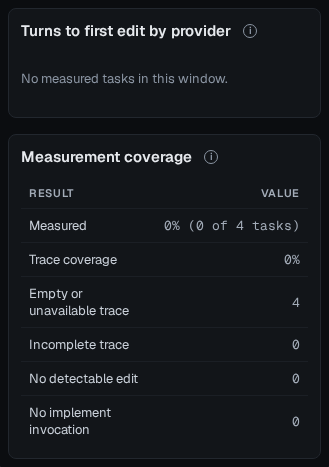 Turns to first edit by provider
No measured tasks in this window.
Measurement coverage
RESULT VALUE
Measured 0% (0 of 4 tasks)
Trace coverage 0%
Empty or
unavailable trace 4
Incomplete trace 0
No detectable edit 0
No implement
invocation 0